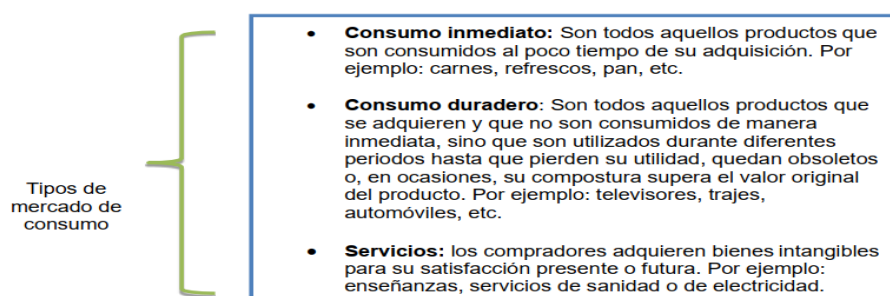 Tipos de
mercado de
consumo
• Consumo inmediato: Son todos aquellos productos que
son consumidos al poco tiempo de su adquisición. Por
ejemplo: carnes, refrescos, pan, etc.
• Consumo duradero: Son todos aquellos productos que
se adquieren y que no son consumidos de manera
inmediata, sino que son utilizados durante diferentes
periodos hasta que pierden su utilidad, quedan obsoletos
o, en ocasiones, su compostura supera el valor original
del producto. Por ejemplo: televisores, trajes,
automóviles, etc.
• Servicios: los compradores adquieren bienes intangibles
para su satisfacción presente o futura. Por ejemplo:
enseñanzas, servicios de sanidad o de electricidad.